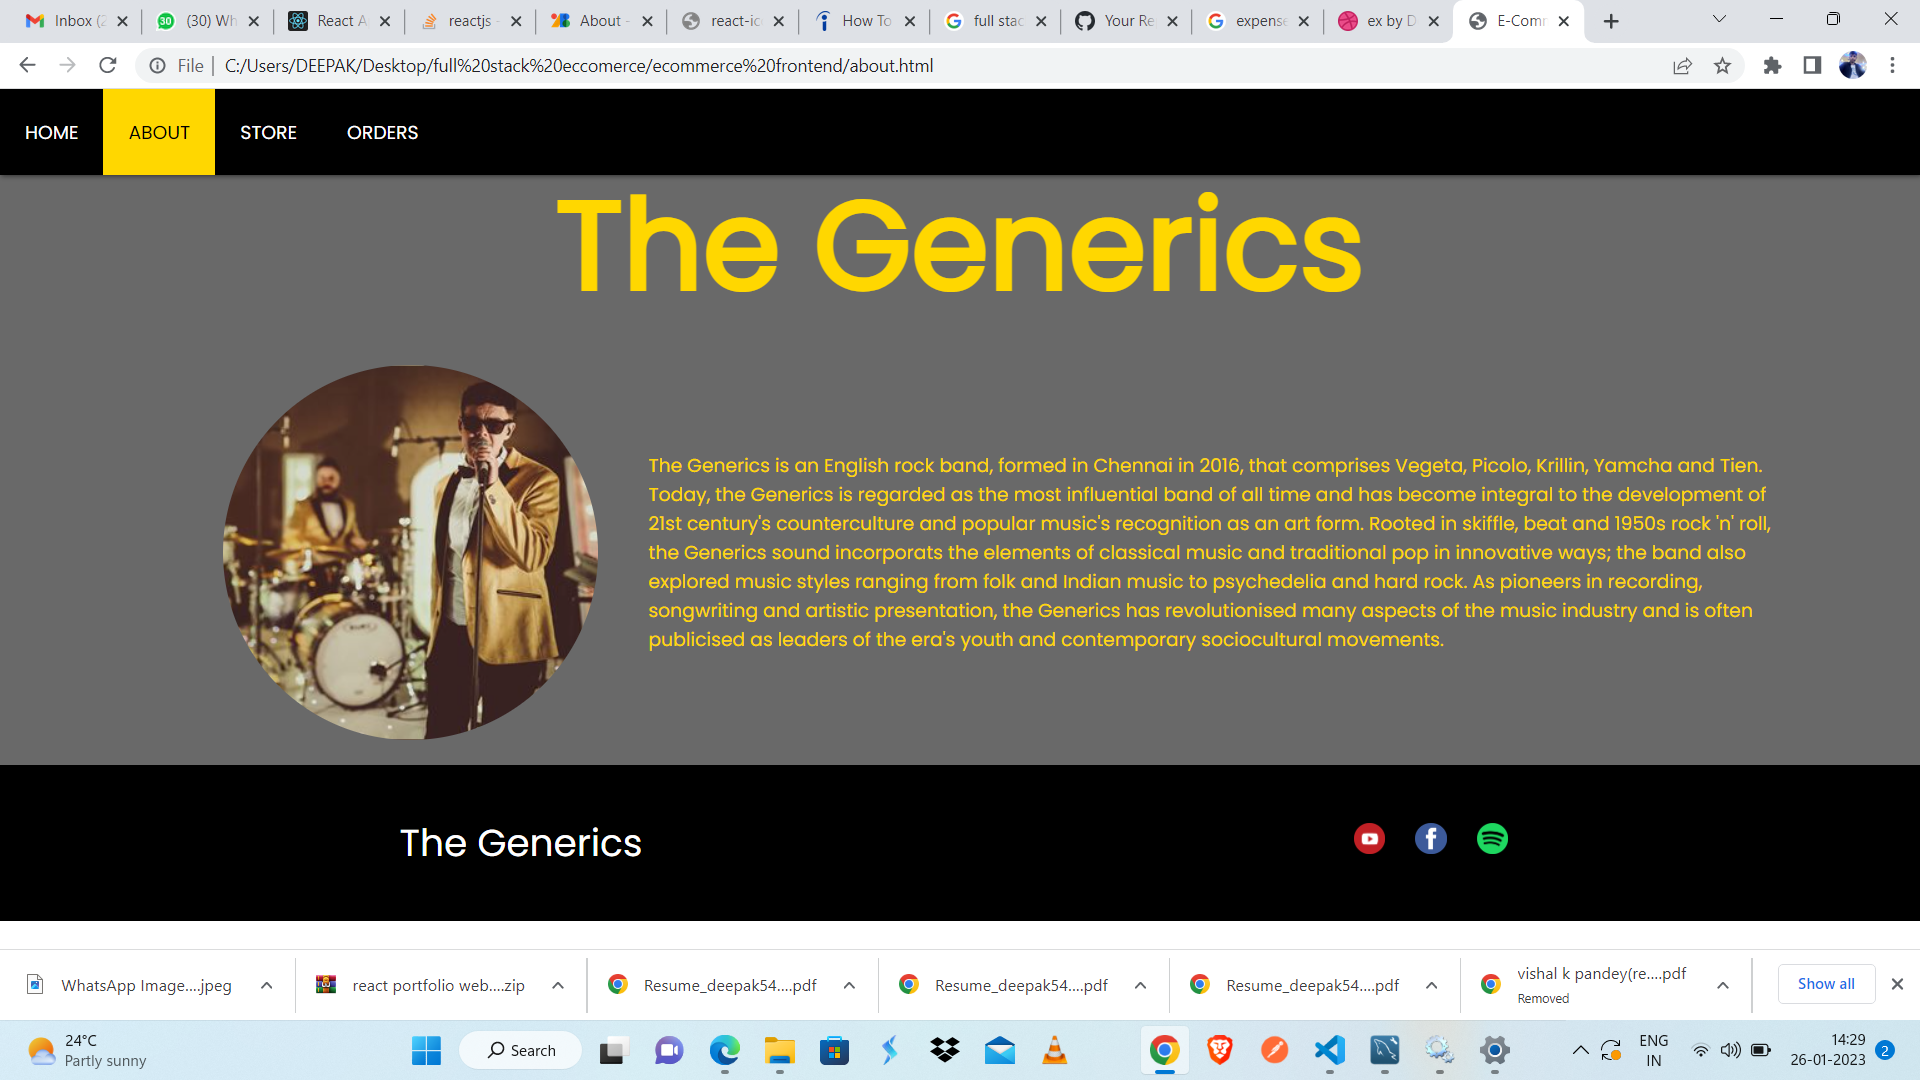 Inbox (2
30
(30) Wh
React A
reactjs -
About -
react-ic
How To
full stac
Your Re
expense
ex by D
E-Comm
File
C:/Users/DEEPAK/Desktop/full%20stack%20eccomerce/ecommerce%20frontend/about.html
HOME
ABOUT
STORE
ORDERS
The Generics
The Generics is an English rock band, formed in Chennai in 2016, that comprises Vegeta, Picolo, Krillin, Yamcha and Tien.
Today, the Generics is regarded as the most influential band of all time and has become integral to the development of
21st century's counterculture and popular music's recognition as an art form. Rooted in skiffle, beat and 1950s rock 'n' roll,
the Generics sound incorporats the elements of classical music and traditional pop in innovative ways; the band also
explored music styles ranging from folk and Indian music to psychedelia and hard rock. As pioneers in recording,
songwriting and artistic presentation, the Generics has revolutionised many aspects of the music industry and is often
publicised as leaders of the era's youth and contemporary sociocultural movements.
The Generics
WhatsApp Image....jpeg
react portfolio web....zip
Resume_deepak54....pdf
Resume_deepak54....pdf
Resume_deepak54....pdf
vishal k pandey(re....pdf
Removed
Show all
24°C
Partly sunny
Search
ENG
IN
14:29
26-01-2023
2